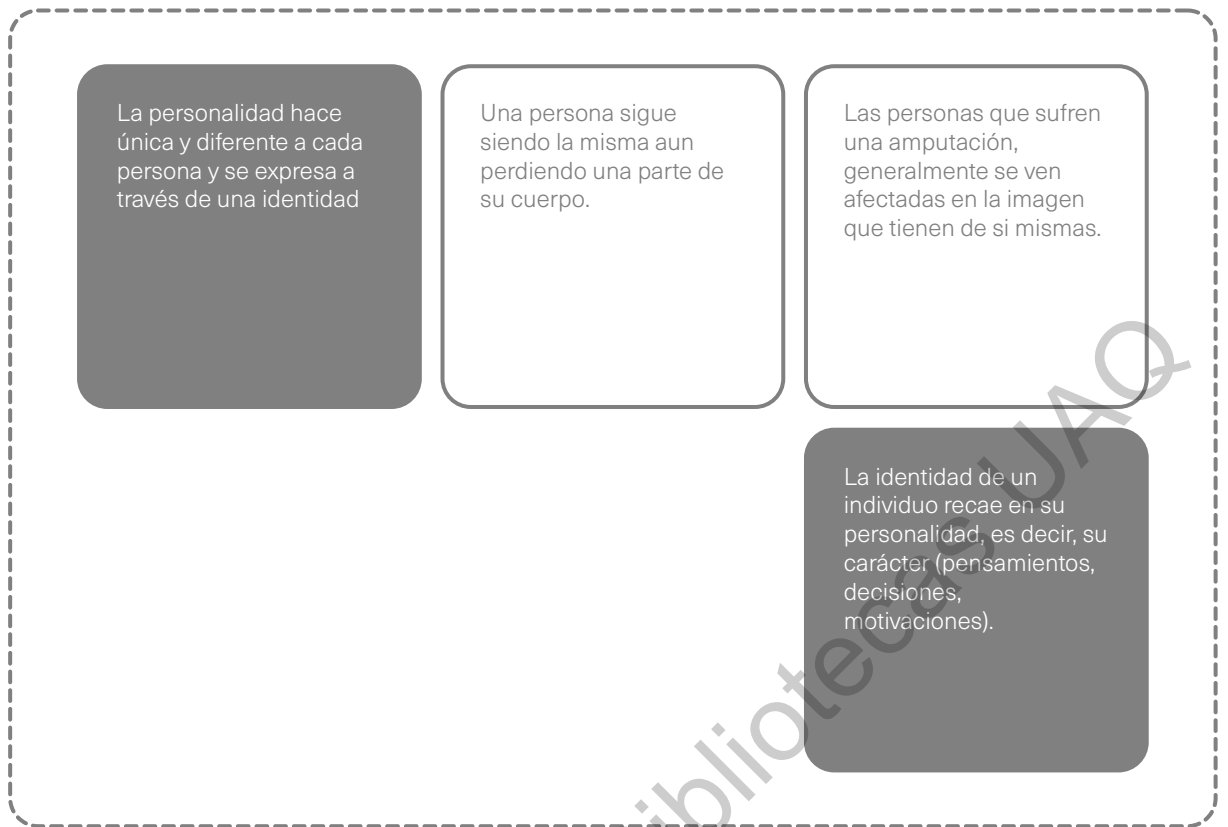 La personalidad hace
única y diferente a cada
persona y se expresa a
través de una identidad
Una persona sigue
siendo la misma aun
perdiendo una parte de
su cuerpo.
Las personas que sufren
una amputación,
generalmente se ven
afectadas en la imagen
que tienen de si mismas.
La identidad de un
individuo recae en su
personalidad, es decir, su
carácter (pensamientos,
decisiones,
motivaciones).
ibliotecas UAQ